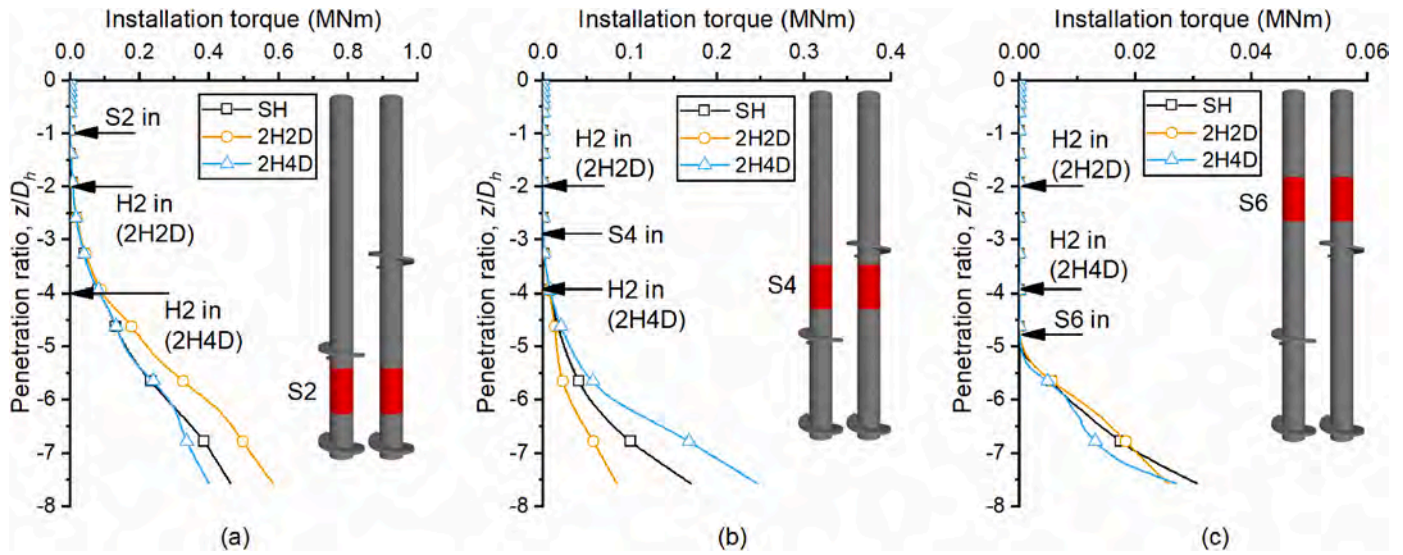 Installation torque (MNm)
0.0 0.2 0.4 0.6 0.8 1.0
Penetration ratio, z/Dh
0
-1
-2
-3
-4
-5
-6
-7
-8
SH
2H2D
2H4D
S2 in
H2 in
(2H2D)
H2 in
(2H4D)
S2
(a)
Installation torque (MNm)
0.0 0.1 0.2 0.3 0.4
Penetration ratio, z/Dh
0
-1
-2
-3
-4
-5
-6
-7
-8
SH
2H2D
2H4D
H2 in
(2H2D)
S4 in
H2 in
(2H4D)
S4
(b)
Installation torque (MNm)
0.00 0.02 0.04 0.06
Penetration ratio, z/Dh
0
-1
-2
-3
-4
-5
-6
-7
-8
SH
2H2D
2H4D
H2 in
(2H2D)
H2 in
(2H4D)
S6 in
S6
(c)